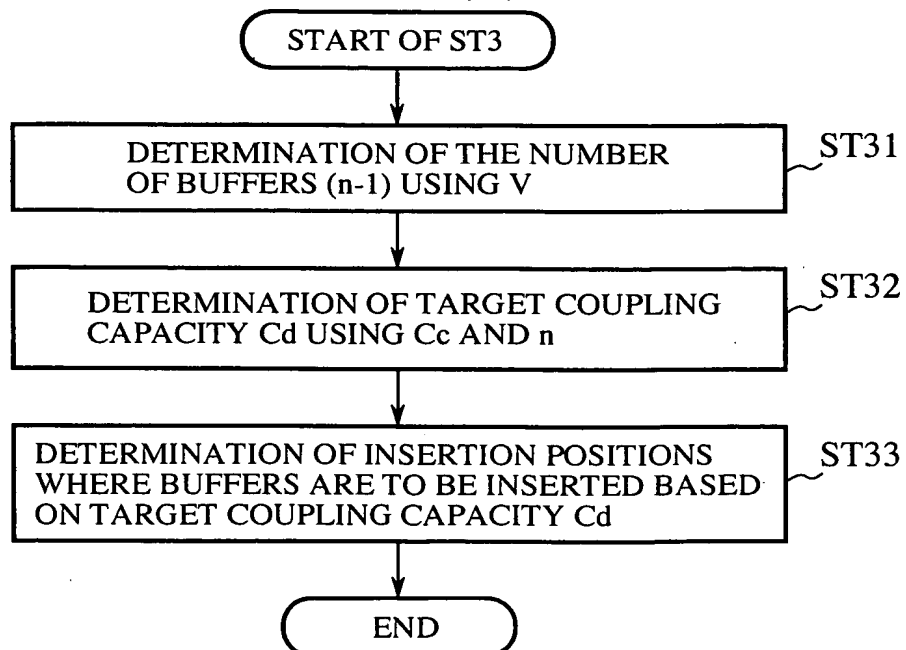 START OF ST3
DETERMINATION OF THE NUMBER
OF BUFFERS (n-1) USING V
ST31
DETERMINATION OF TARGET COUPLING
CAPACITY Cd USING Cc AND n
ST32
DETERMINATION OF INSERTION POSITIONS
WHERE BUFFERS ARE TO BE INSERTED BASED
ON TARGET COUPLING CAPACITY Cd
ST33
END